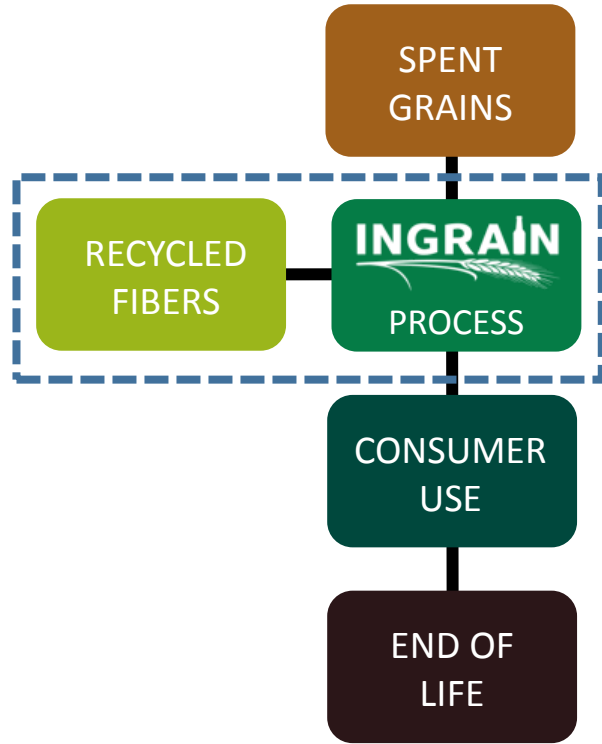 SPENT
GRAINS
RECYCLED
FIBERS
INGRAIN
PROCESS
CONSUMER
USE
END OF
LIFE